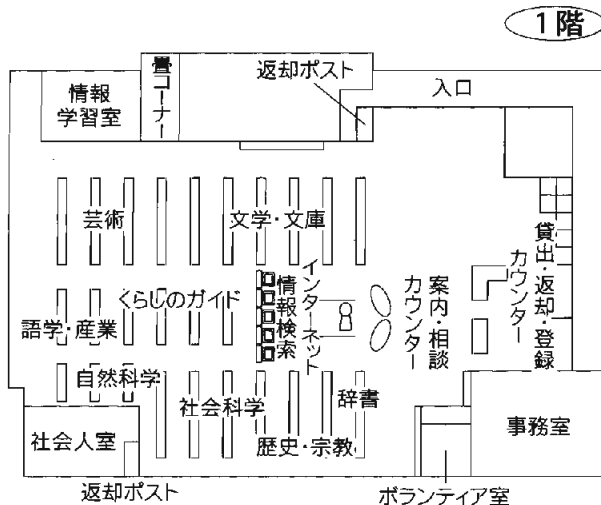 1階
情報
学習室
畳コーナー
返却ポスト
入口
芸術
文学・文庫
貸出・返却・登録
カウンター
くらしのガイド
インターネット
情報検索
案内・相談
カウンター
語学・産業
自然科学
社会科学
辞書
社会人室
歴史・宗教
事務室
返却ポスト
ボランティア室